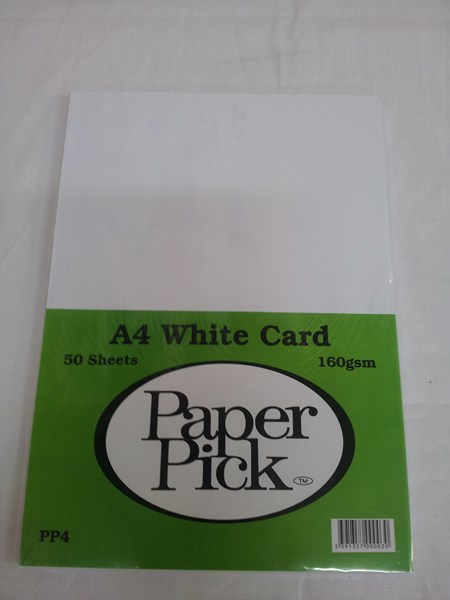 A4 White Card
50 Sheets 160gsm
Paper
Pick
TM
PP4